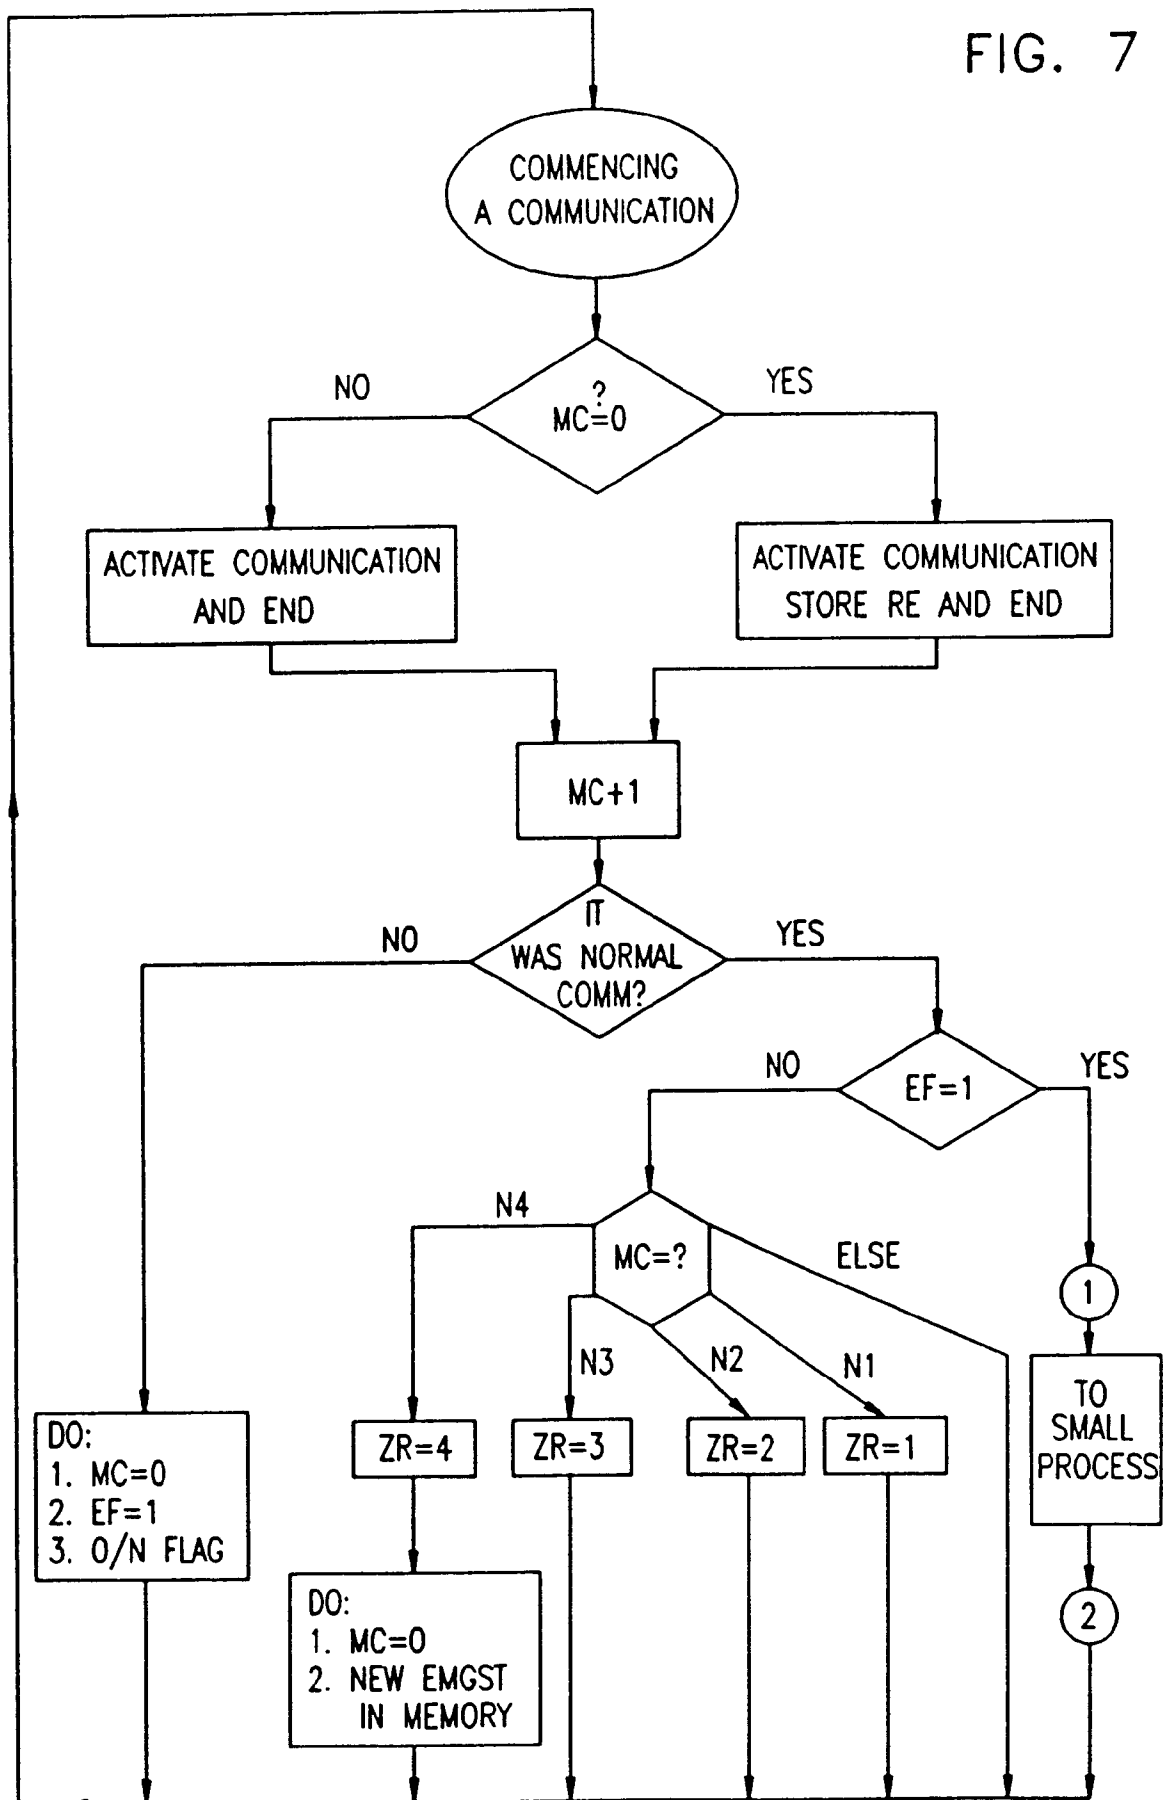 FIG. 7
COMMENCING
A COMMUNICATION
NO
?
MC=0
YES
ACTIVATE COMMUNICATION
AND END
ACTIVATE COMMUNICATION
STORE RE AND END
MC+1
NO
IT
WAS NORMAL
COMM?
YES
NO
EF=1
YES
N4
MC=?
ELSE
1
N3
N2
N1
TO
SMALL
PROCESS
DO:
1. MC=0
2. EF=1
3. O/N FLAG
ZR=4
ZR=3
ZR=2
ZR=1
DO:
1. MC=0
2. NEW EMGST
IN MEMORY
2